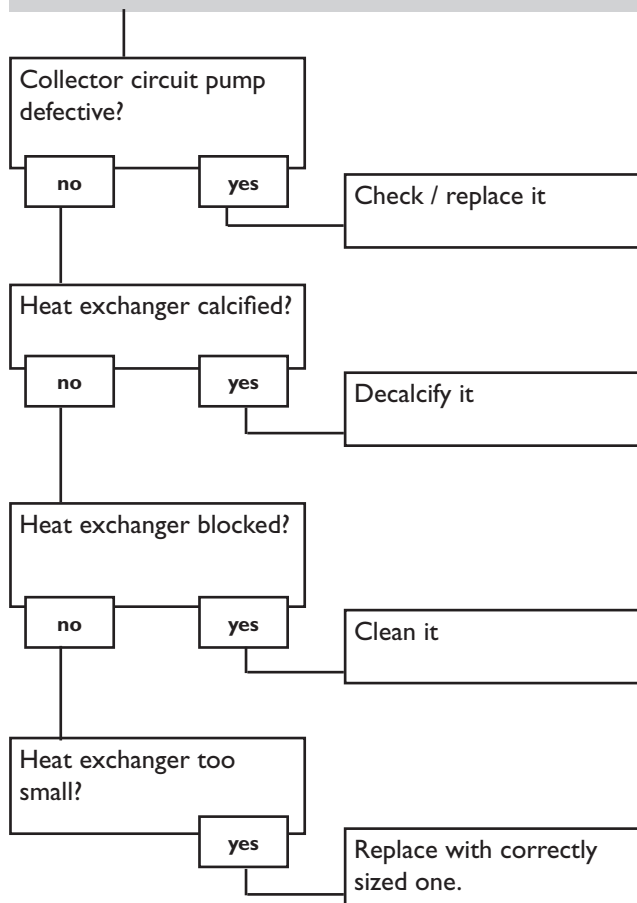 Collector circuit pump
defective?
no
yes
Check / replace it
Heat exchanger calcified?
no
yes
Decalcify it
Heat exchanger blocked?
no
yes
Clean it
Heat exchanger too
small?
yes
Replace with correctly
sized one.